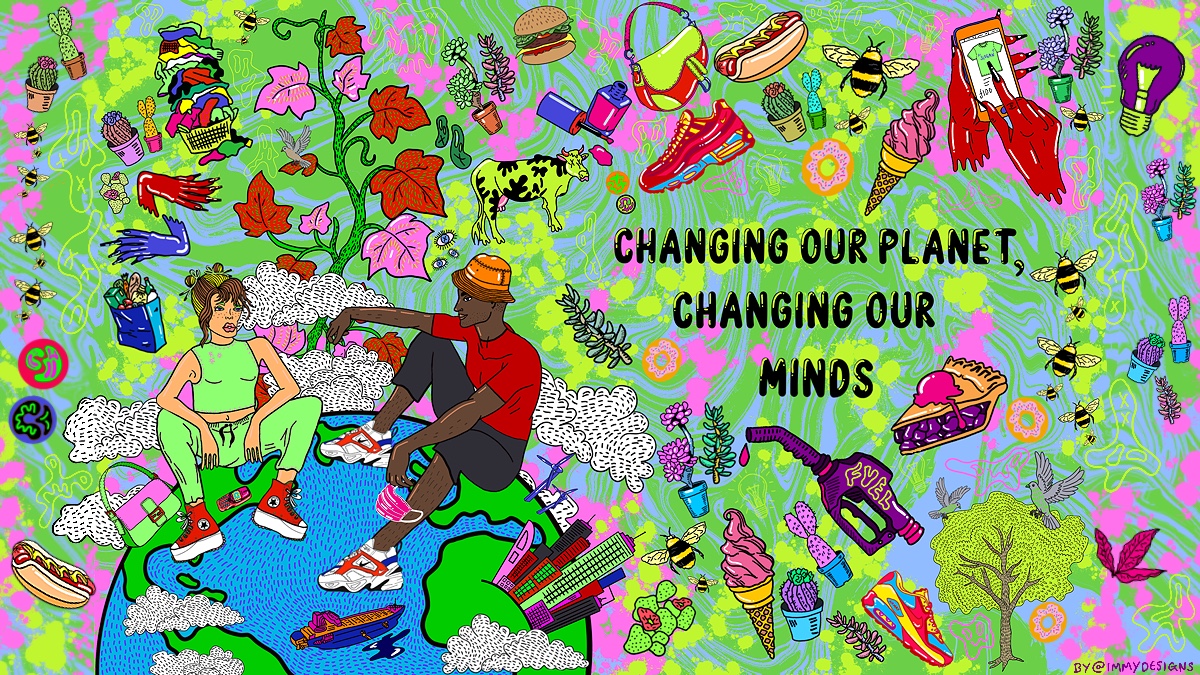 CHANGING OUR PLANET,
CHANGING OUR
MINDS
FUEL
BY @IMMYDESIGNS